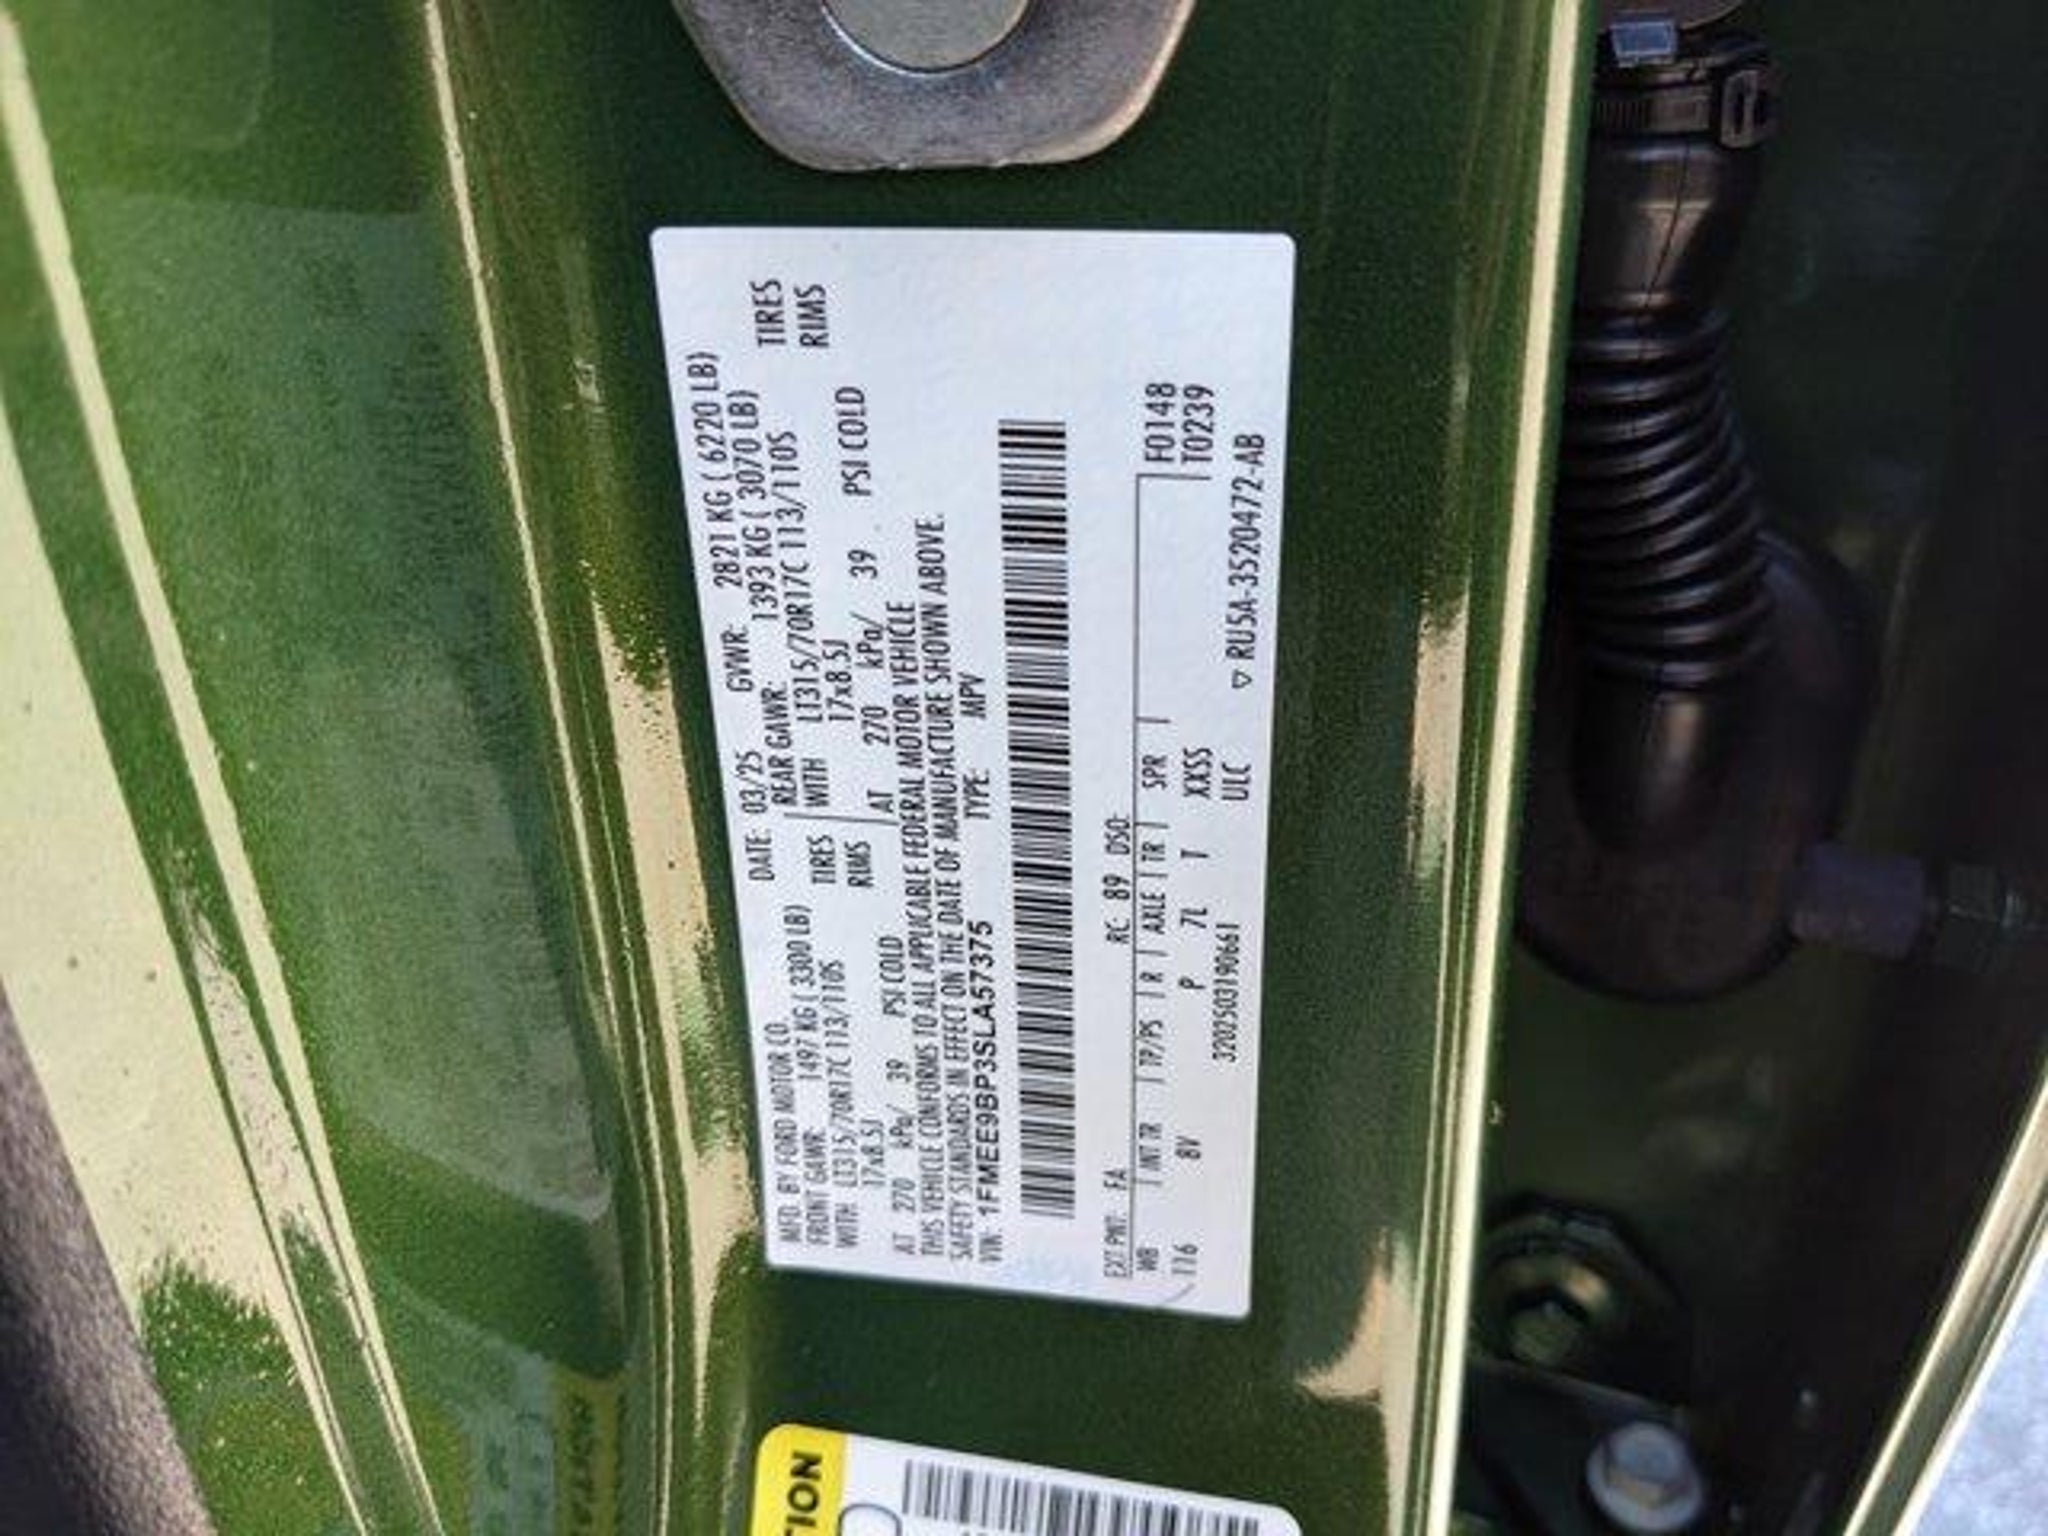 MFD. BY FORD MOTOR CO.
DATE: 03/25 GVWR: 2821 KG ( 6220 LB)
FRONT GAWR: 1497 KG ( 3300 LB) REAR GAWR: 1393 KG ( 3070 LB)
WITH LT315/70R17C 113/110S TIRES WITH LT315/70R17C 113/110S TIRES
17x8.5J RIMS 17x8.5J RIMS
AT 270 kPa/ 39 PSI COLD AT 270 kPa/ 39 PSI COLD
THIS VEHICLE CONFORMS TO ALL APPLICABLE FEDERAL MOTOR VEHICLE
SAFETY STANDARDS IN EFFECT ON THE DATE OF MANUFACTURE SHOWN ABOVE.
VIN: 1FMEE9BP3SLA57375 TYPE: MPV
EXT PNT: FA RC: 89 DSO: F0148
WB INT TR TP/PS R AXLE TR SPR T0239
116 8V P 7L T XXSS
3202503190661 ULC
▽ RU5A-3520472-AB
TION